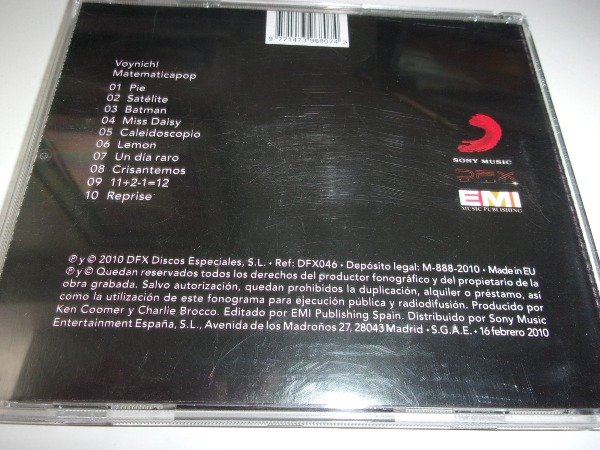 9 771473 968074 5
Voynich!
Matematicapop
01 Pie
02 Satélite
03 Batman
04 Miss Daisy
05 Caleidoscopio
06 Lemon
07 Un día raro
08 Crisantemos
09 11+2-1=12
10 Reprise
SONY MUSIC
DFX
EMI
MUSIC PUBLISHING
℗ y © 2010 DFX Discos Especiales, S.L. • Ref: DFX046 • Depósito legal: M-888-2010 • Made in EU
℗ y © Quedan reservados todos los derechos del productor fonográfico y del propietario de la
obra grabada. Salvo autorización, quedan prohibidos la duplicación, alquiler o préstamo, así
como la utilización de este fonograma para ejecución pública y radiodifusión. Producido por
Ken Coomer y Charlie Brocco. Editado por EMI Publishing Spain. Distribuido por Sony Music
Entertainment España, S.L., Avenida de los Madroños 27, 28043 Madrid • S.G.A.E. • 16 febrero 2010